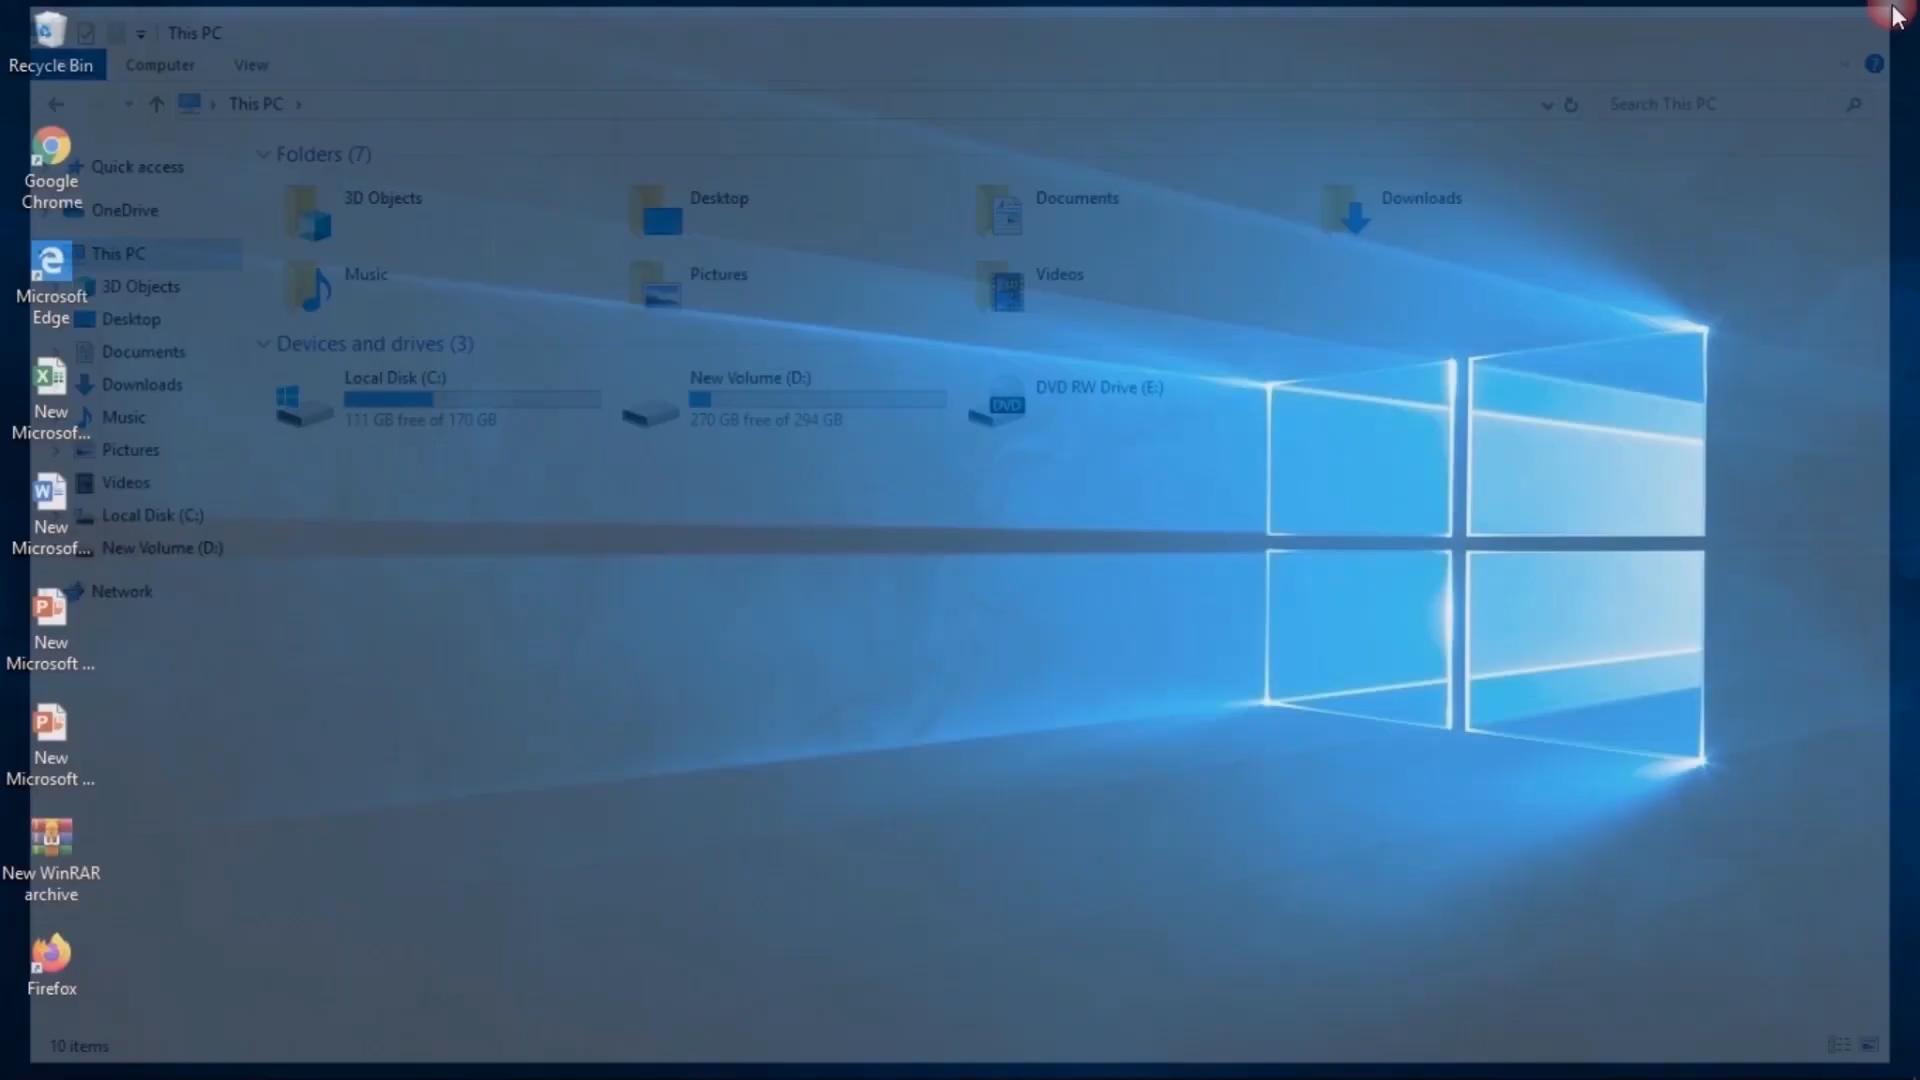 This PC
Recycle Bin
Computer
View
This PC
Search This PC
Google
Chrome
Microsoft
Edge
New
Microsof...
New
Microsof...
New
Microsoft ...
New
Microsoft ...
New WinRAR
archive
Firefox
Quick access
OneDrive
This PC
3D Objects
Desktop
Documents
Downloads
Music
Pictures
Videos
Local Disk (C:)
New Volume (D:)
Network
Folders (7)
3D Objects
Desktop
Documents
Downloads
Music
Pictures
Videos
Devices and drives (3)
Local Disk (C:)
111 GB free of 170 GB
New Volume (D:)
270 GB free of 294 GB
DVD RW Drive (E:)
DVD
10 items